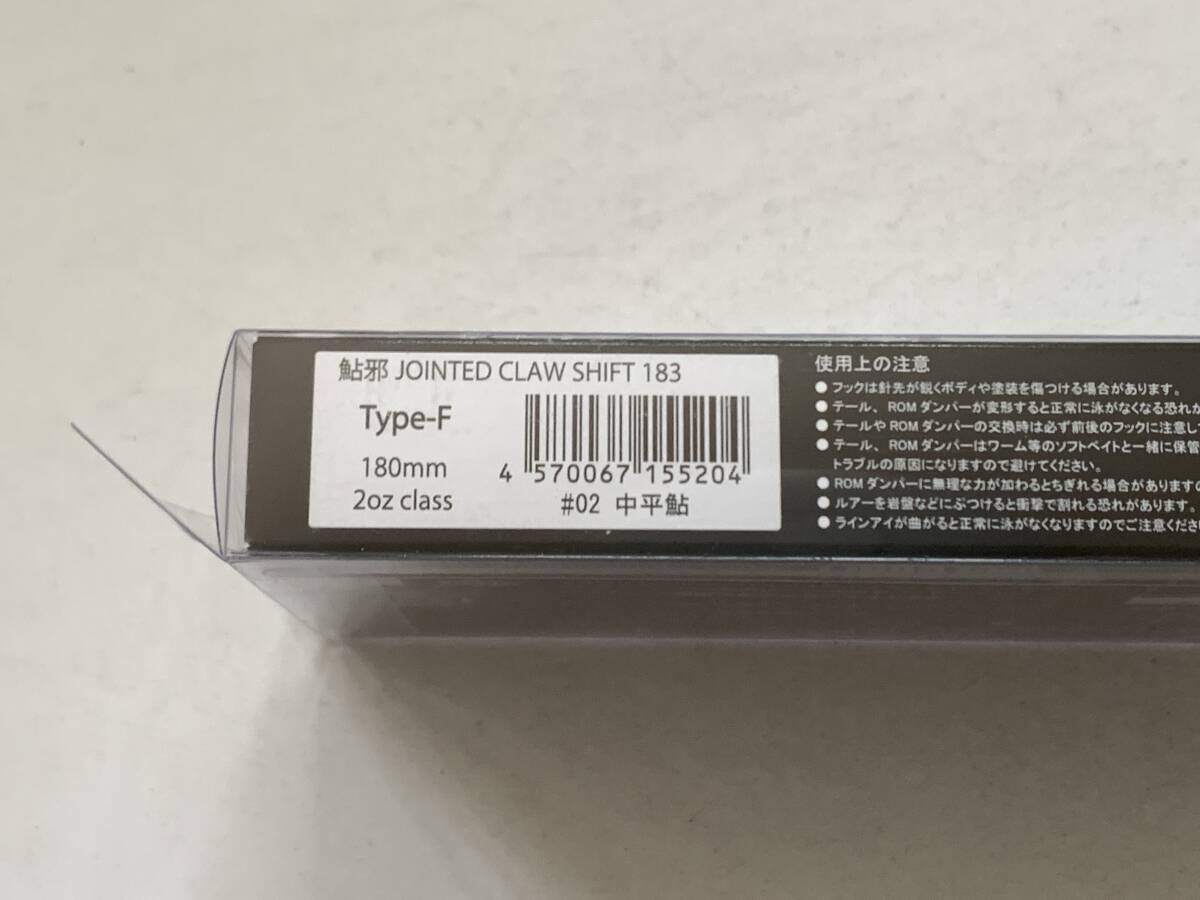 鮎邪 JOINTED CLAW SHIFT 183
Type-F
180mm
2oz class
4 570067 155204
#02 中平鮎
使用上の注意
●フックは針先が鋭くボディや塗装を傷つける場合があります。
●テール、ROMダンパーが変形すると正常に泳がなくなる恐れが
●テールやROMダンパーの交換時は必ず前後のフックに注意して
●テール、ROMダンパーはワーム等のソフトベイトと一緒に保管
トラブルの原因になりますので避けてください。
●ROMダンパーに無理な力が加わるとちぎれる場合がありますの
●ルアーを岩盤などにぶつけると衝撃で割れる恐れがあります。
●ラインアイが曲がると正常に泳がなくなりますのでご注意くださ